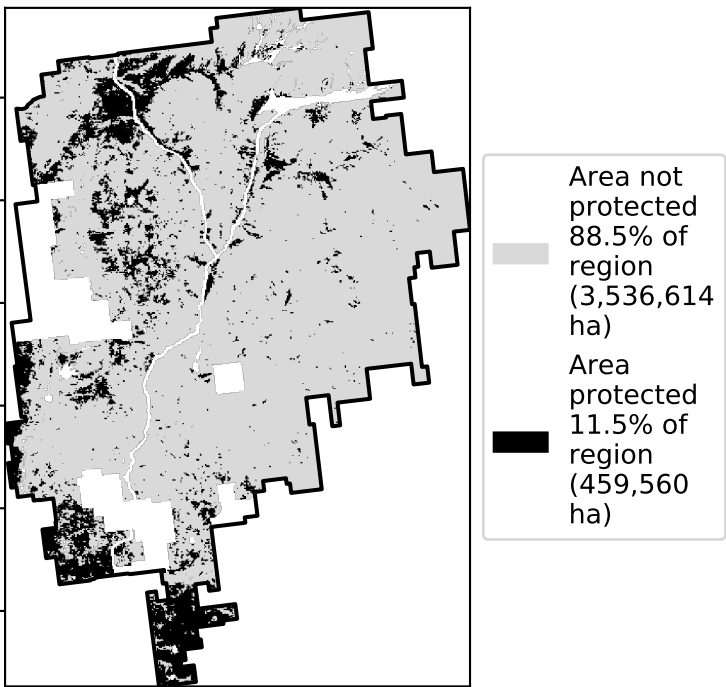 Area not
protected
88.5% of
region
(3,536,614
ha)
Area
protected
11.5% of
region
(459,560
ha)